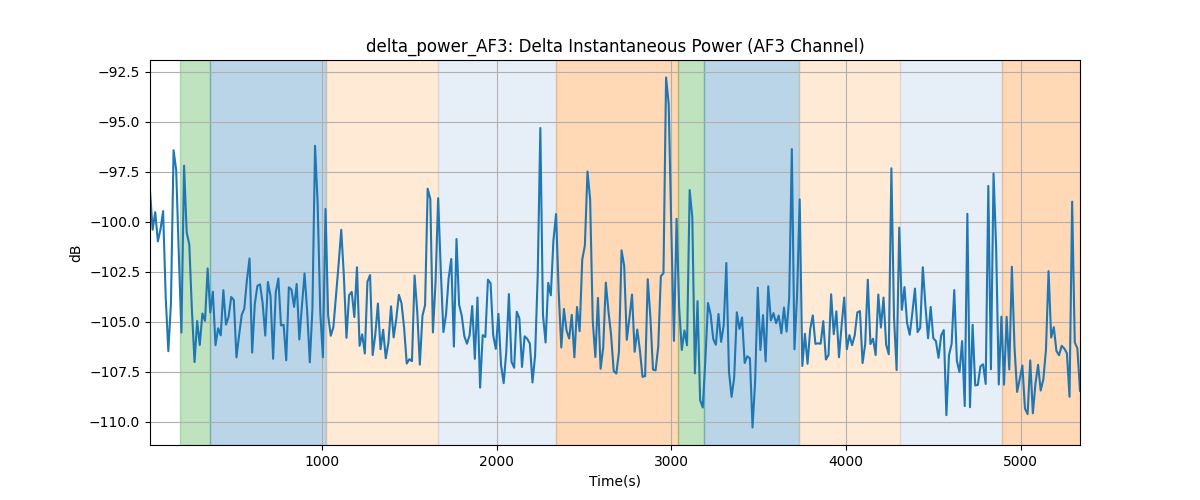 delta_power_AF3: Delta Instantaneous Power (AF3 Channel)
dB
−92.5
−95.0
−97.5
−100.0
−102.5
−105.0
−107.5
−110.0
1000 2000 3000 4000 5000
Time(s)